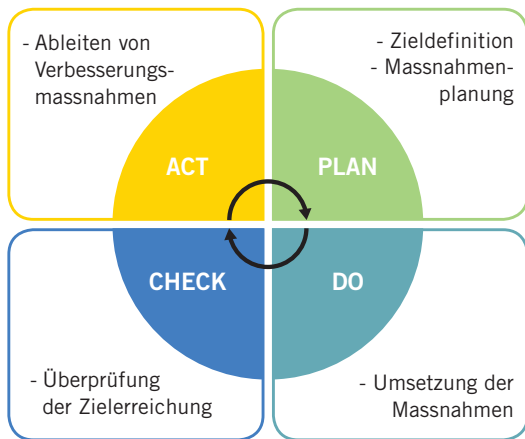 - Ableiten von
Verbesserungs-
massnahmen
ACT
- Zieldefinition
- Massnahmen-
planung
PLAN
CHECK
- Überprüfung
der Zielerreichung
DO
- Umsetzung der
Massnahmen